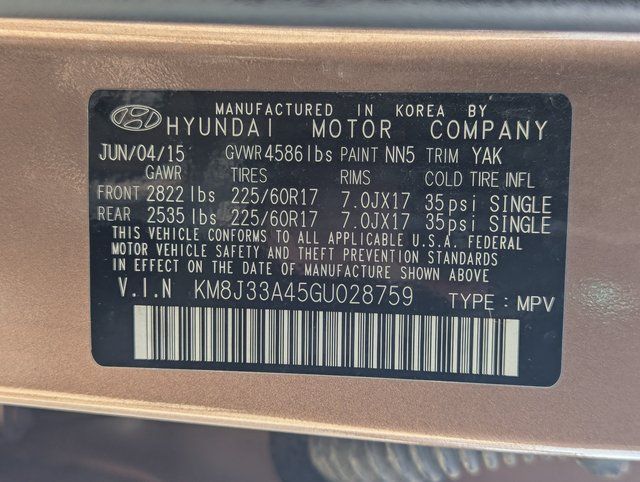 MANUFACTURED IN KOREA BY
HYUNDAI MOTOR COMPANY
JUN/04/15 GVWR 4586lbs PAINT NN5 TRIM YAK
GAWR TIRES RIMS COLD TIRE INFL
FRONT 2822 lbs 225/60R17 7.0JX17 35psi SINGLE
REAR 2535 lbs 225/60R17 7.0JX17 35psi SINGLE
THIS VEHICLE CONFORMS TO ALL APPLICABLE U.S.A. FEDERAL
MOTOR VEHICLE SAFETY AND THEFT PREVENTION STANDARDS
IN EFFECT ON THE DATE OF MANUFACTURE SHOWN ABOVE
V.I.N KM8J33A45GU028759 TYPE : MPV